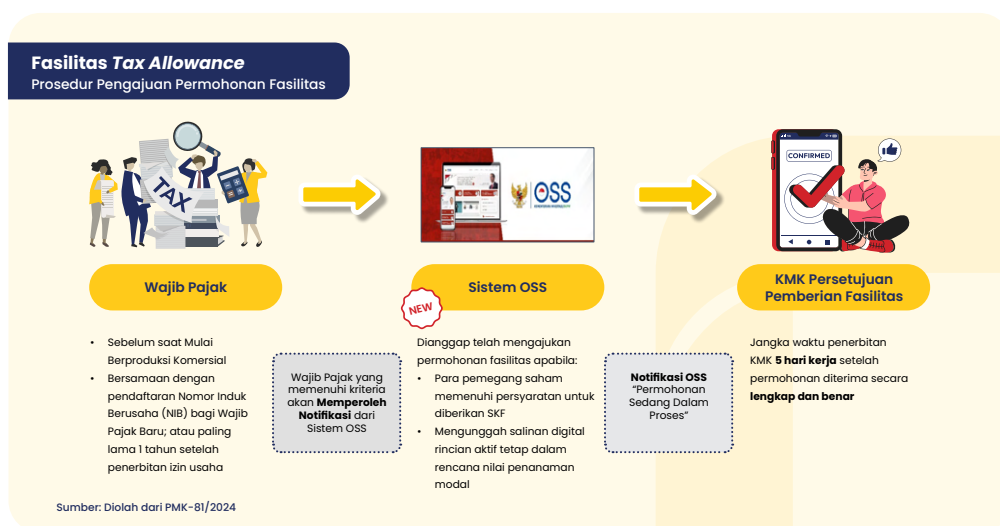 Fasilitas Tax Allowance
Prosedur Pengajuan Permohonan Fasilitas
TAX
OSS
CONFIRMED
Wajib Pajak
Sistem OSS
NEW
KMK Persetujuan
Pemberian Fasilitas
• Sebelum saat Mulai
Berproduksi Komersial
• Bersamaan dengan
pendaftaran Nomor Induk
Berusaha (NIB) bagi Wajib
Pajak Baru; atau paling
lama 1 tahun setelah
penerbitan izin usaha
Wajib Pajak yang
memenuhi kriteria
akan Memperoleh
Notifikasi dari
Sistem OSS
Dianggap telah mengajukan
permohonan fasilitas apabila:
• Para pemegang saham
memenuhi persyaratan untuk
diberikan SKF
• Mengunggah salinan digital
rincian aktif tetap dalam
rencana nilai penanaman
modal
Notifikasi OSS
“Permohonan
Sedang Dalam
Proses”
Jangka waktu penerbitan
KMK 5 hari kerja setelah
permohonan diterima secara
lengkap dan benar
Sumber: Diolah dari PMK-81/2024